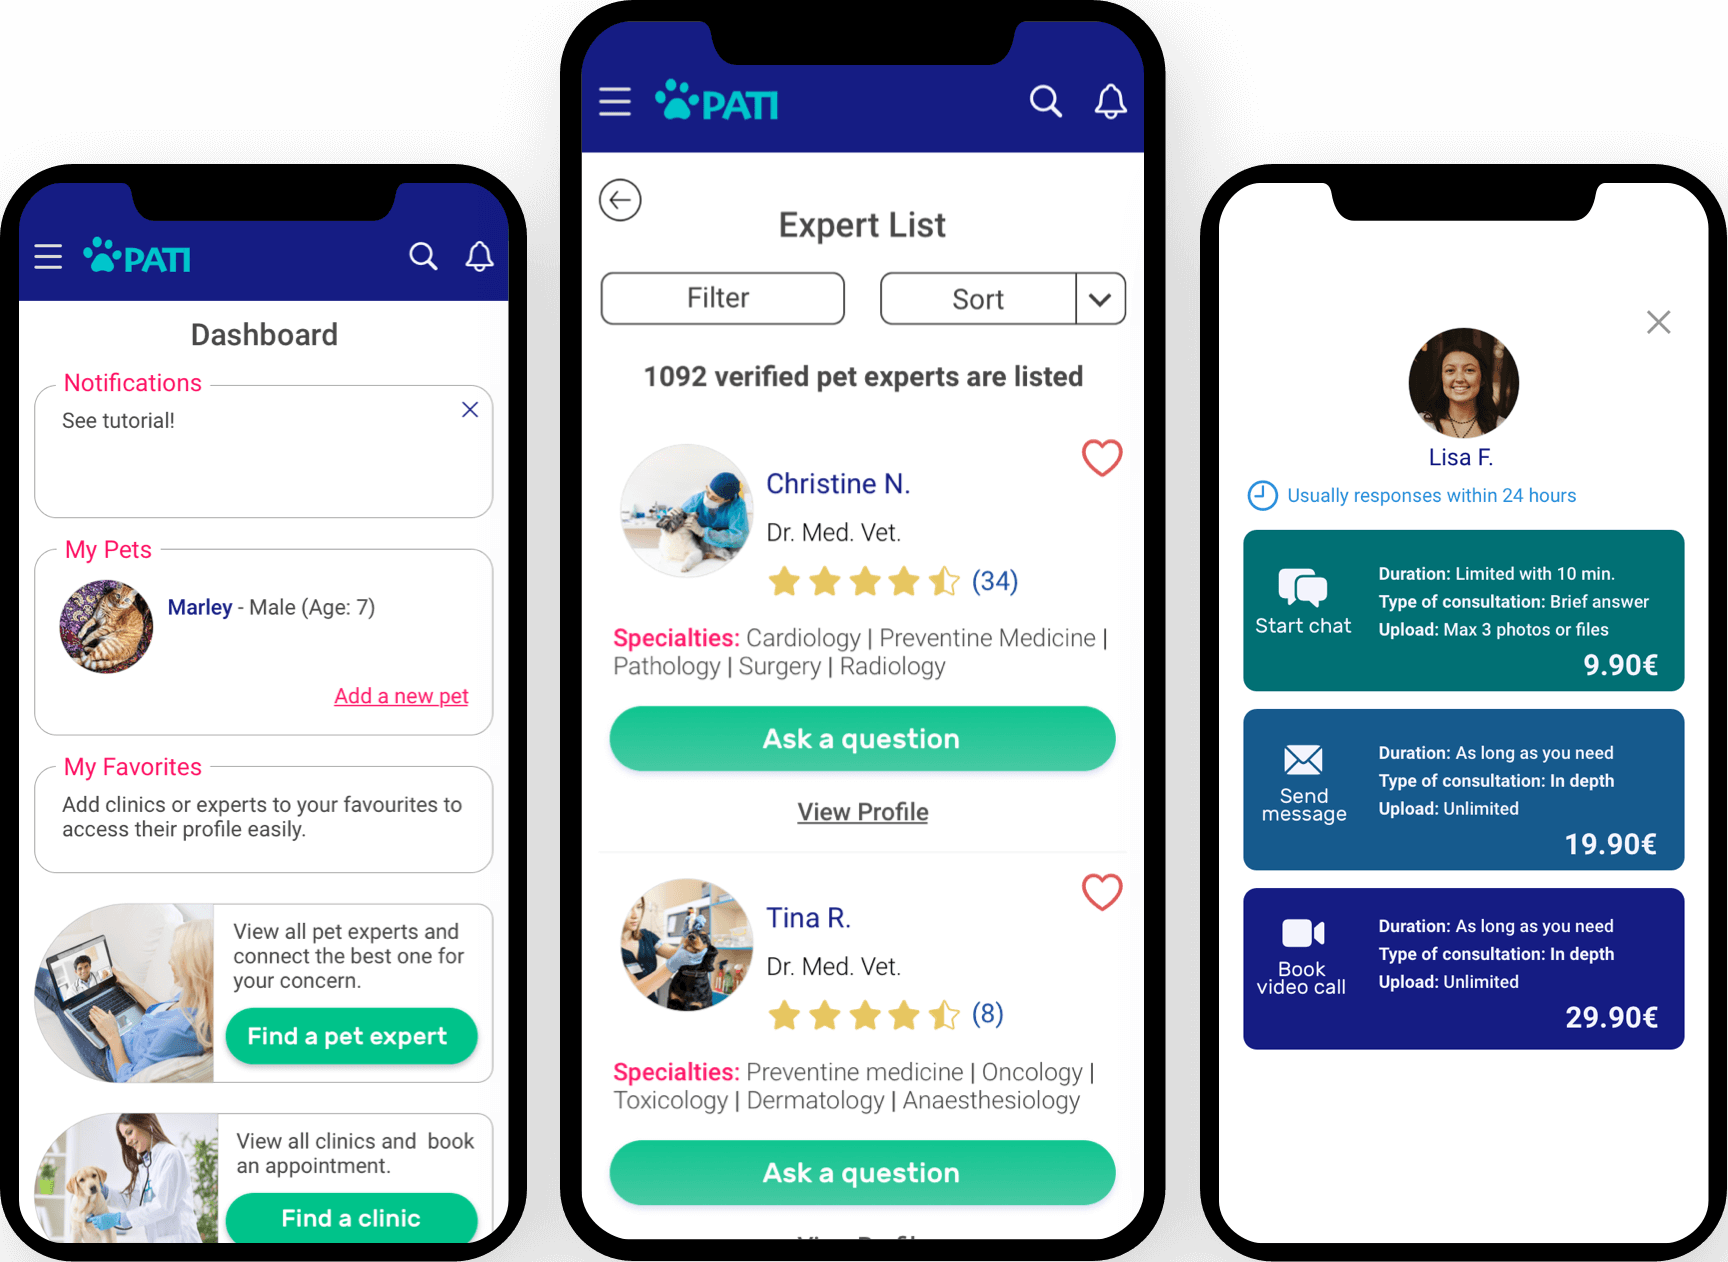 PATI
Dashboard
Notifications
See tutorial!
My Pets
Marley - Male (Age: 7)
Add a new pet
My Favorites
Add clinics or experts to your favourites to
access their profile easily.
View all pet experts and
connect the best one for
your concern.
Find a pet expert
View all clinics and book
an appointment.
Find a clinic
PATI
Expert List
Filter
Sort
1092 verified pet experts are listed
Christine N.
Dr. Med. Vet.
(34)
Specialties: Cardiology | Preventine Medicine |
Pathology | Surgery | Radiology
Ask a question
View Profile
Tina R.
Dr. Med. Vet.
(8)
Specialties: Preventine medicine | Oncology |
Toxicology | Dermatology | Anaesthesiology
Ask a question
Lisa F.
Usually responses within 24 hours
Start chat
Duration: Limited with 10 min.
Type of consultation: Brief answer
Upload: Max 3 photos or files
9.90€
Send
message
Duration: As long as you need
Type of consultation: In depth
Upload: Unlimited
19.90€
Book
video call
Duration: As long as you need
Type of consultation: In depth
Upload: Unlimited
29.90€